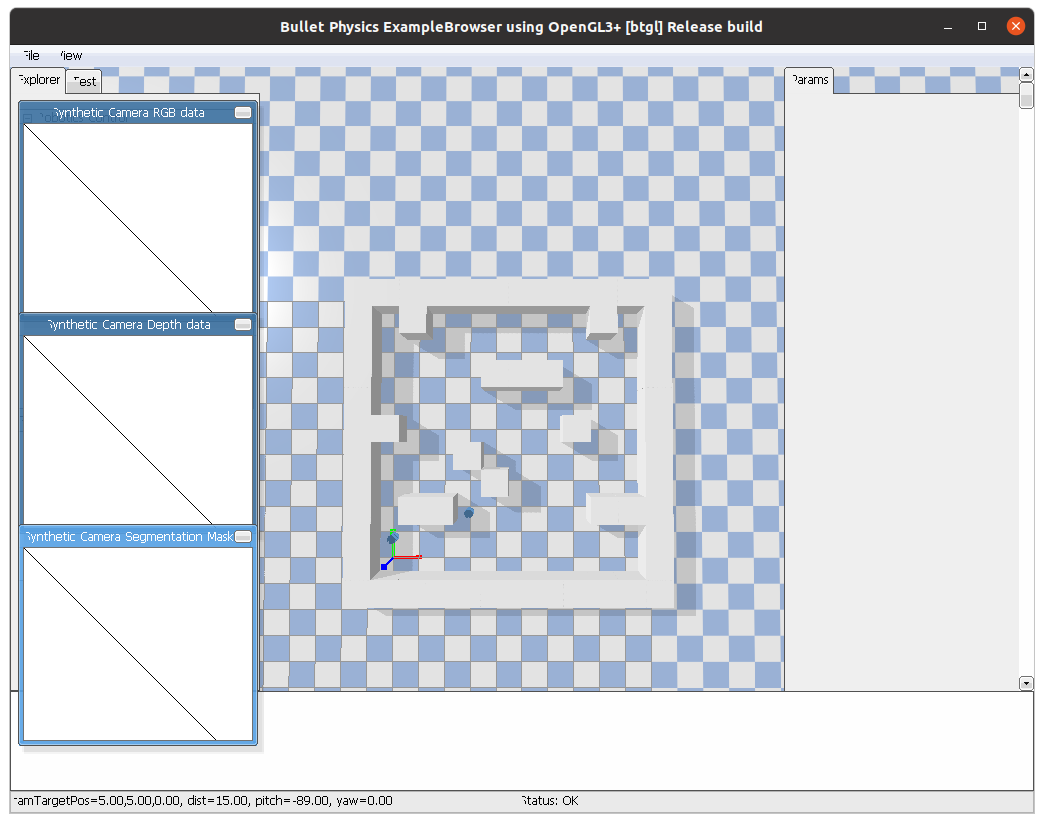 Bullet Physics ExampleBrowser using OpenGL3+ [btgl] Release build
File View
Explorer Test Params
Synthetic Camera RGB data
Synthetic Camera Depth data
Synthetic Camera Segmentation Mask
amTargetPos=5.00,5.00,0.00, dist=15.00, pitch=-89.00, yaw=0.00 Status: OK